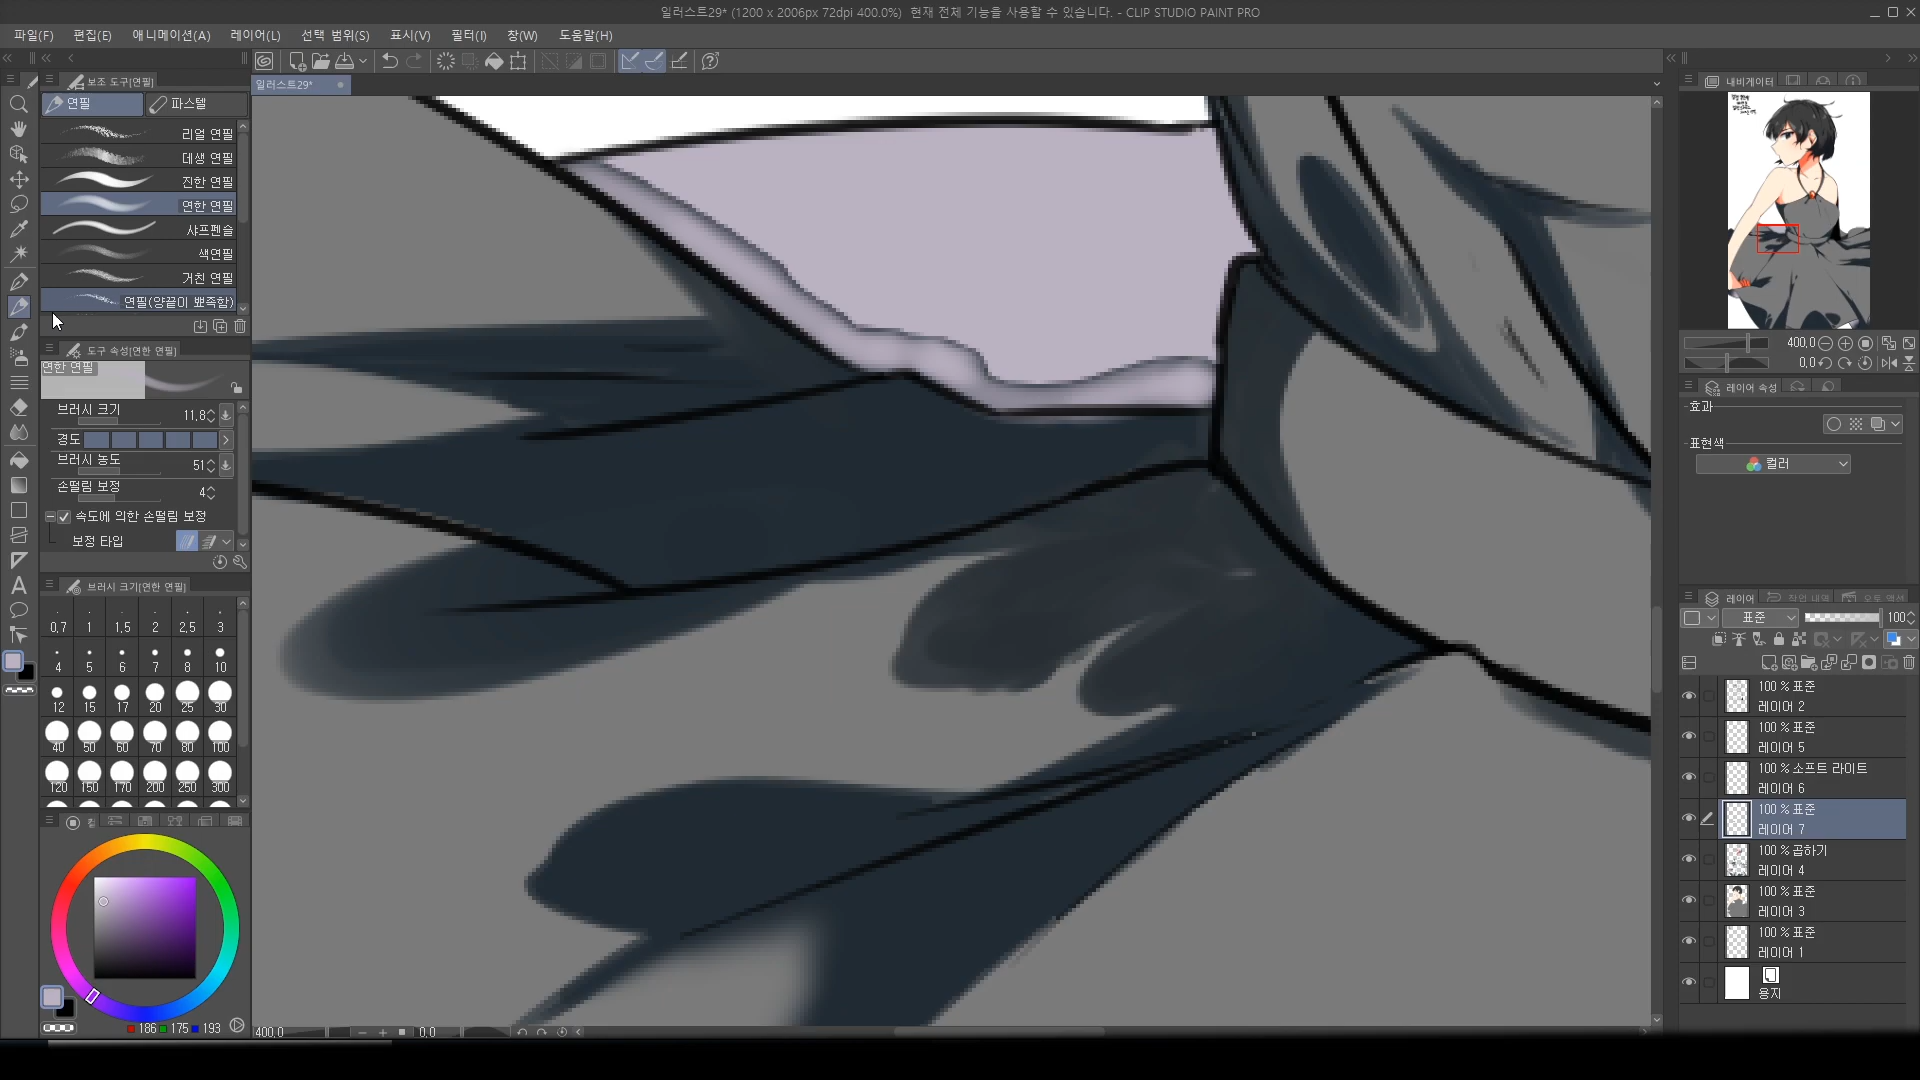 일러스트29* (1200 x 2006px 72dpi 400.0%)  현재 전체 기능을 사용할 수 있습니다. - CLIP STUDIO PAINT PRO
파일(F) 편집(E) 애니메이션(A) 레이어(L) 선택 범위(S) 표시(V) 필터(I) 창(W) 도움말(H)
보조 도구[연필]
일러스트29*
내비게이터
연필 파스텔
리얼 연필
데생 연필
진한 연필
연한 연필
샤프펜슬
색연필
거친 연필
연필(양끝이 뾰족함)
도구 속성[연한 연필]
연한 연필
브러시 크기 11.8
경도
브러시 농도 51
손떨림 보정 4
속도에 의한 손떨림 보정
보정 타입
브러시 크기[연한 연필]
0.7 1 1.5 2 2.5 3
4 5 6 7 8 10
12 15 17 20 25 30
40 50 60 70 80 100
120 150 170 200 250 300
186 175 193
400.0 0.0
400.0
0.0
레이어 속성
효과
표현색
컬러
레이어 작업 내역 오토 액션
표준 100
100 % 표준
레이어 2
100 % 표준
레이어 5
100 % 소프트 라이트
레이어 6
100 % 표준
레이어 7
100 % 곱하기
레이어 4
100 % 표준
레이어 3
100 % 표준
레이어 1
용지